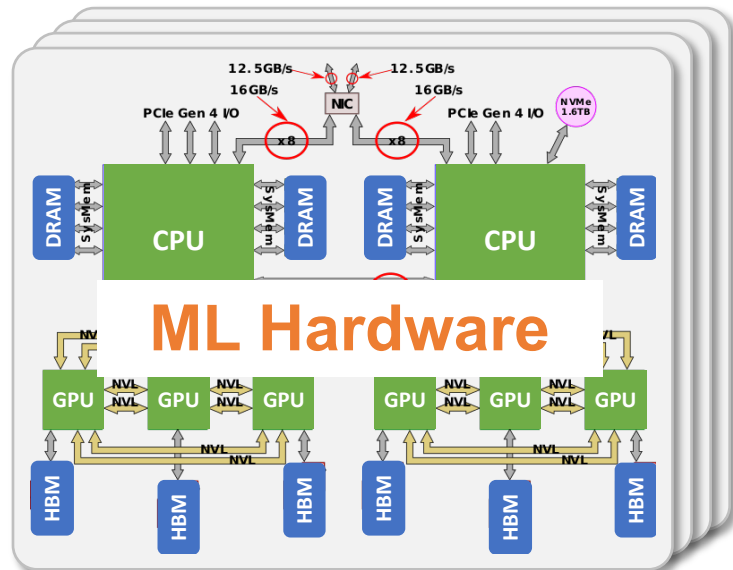 12.5GB/s
12.5GB/s
16GB/s
NIC
16GB/s
NVMe
1.6TB
PCIe Gen 4 I/O
PCIe Gen 4 I/O
x8
x8
DRAM
SysMem
CPU
SysMem
DRAM
DRAM
SysMem
CPU
SysMem
DRAM
ML Hardware
GPU
NVL
NVL
GPU
NVL
NVL
GPU
GPU
NVL
NVL
GPU
NVL
NVL
GPU
NVL
NVL
NVL
NVL
HBM
HBM
HBM
HBM
HBM
HBM